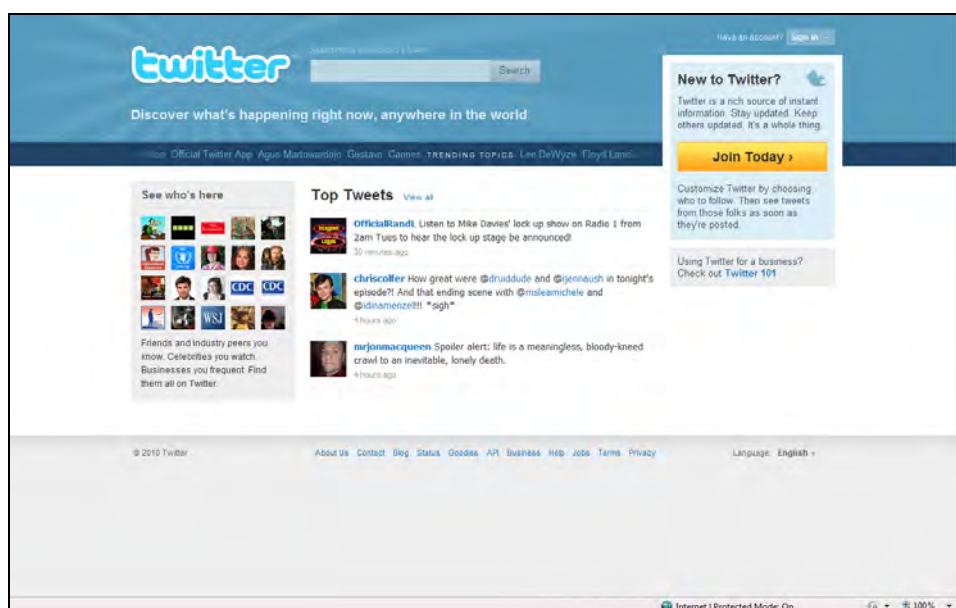 Have an account? Sign in
twitter
Search
Discover what's happening right now, anywhere in the world
Official Twitter App Agus Martowardojo Gustavo Cannes TRENDING TOPICS: Lee DeWyze Floyd
New to Twitter?
Twitter is a rich source of instant
information. Stay updated. Keep
others updated. It's a whole thing.
Join Today ›
Customize Twitter by choosing
who to follow. Then see tweets
from those folks as soon as
they're posted.
Using Twitter for a business?
Check out Twitter 101
See who's here
CDC CDC
WSJ
Friends and industry peers you
know. Celebrities you watch.
Businesses you frequent. Find
them all on Twitter.
Top Tweets View all
OfficialRandL Listen to Mike Davies' lock up show on Radio 1 from
2am Tues to hear the lock up stage be announced!
30 minutes ago
chriscolfer How great were @druiddude and @ijennaush in tonight's
episode?! And that ending scene with @msleamichele and
@idinamenzel!!! *sigh*
4 hours ago
mrjonmacqueen Spoiler alert: life is a meaningless, bloody-kneed
crawl to an inevitable, lonely death.
4 hours ago
© 2010 Twitter About Us Contact Blog Status Goodies API Business Help Jobs Terms Privacy Language: English
Internet | Protected Mode: On 100%